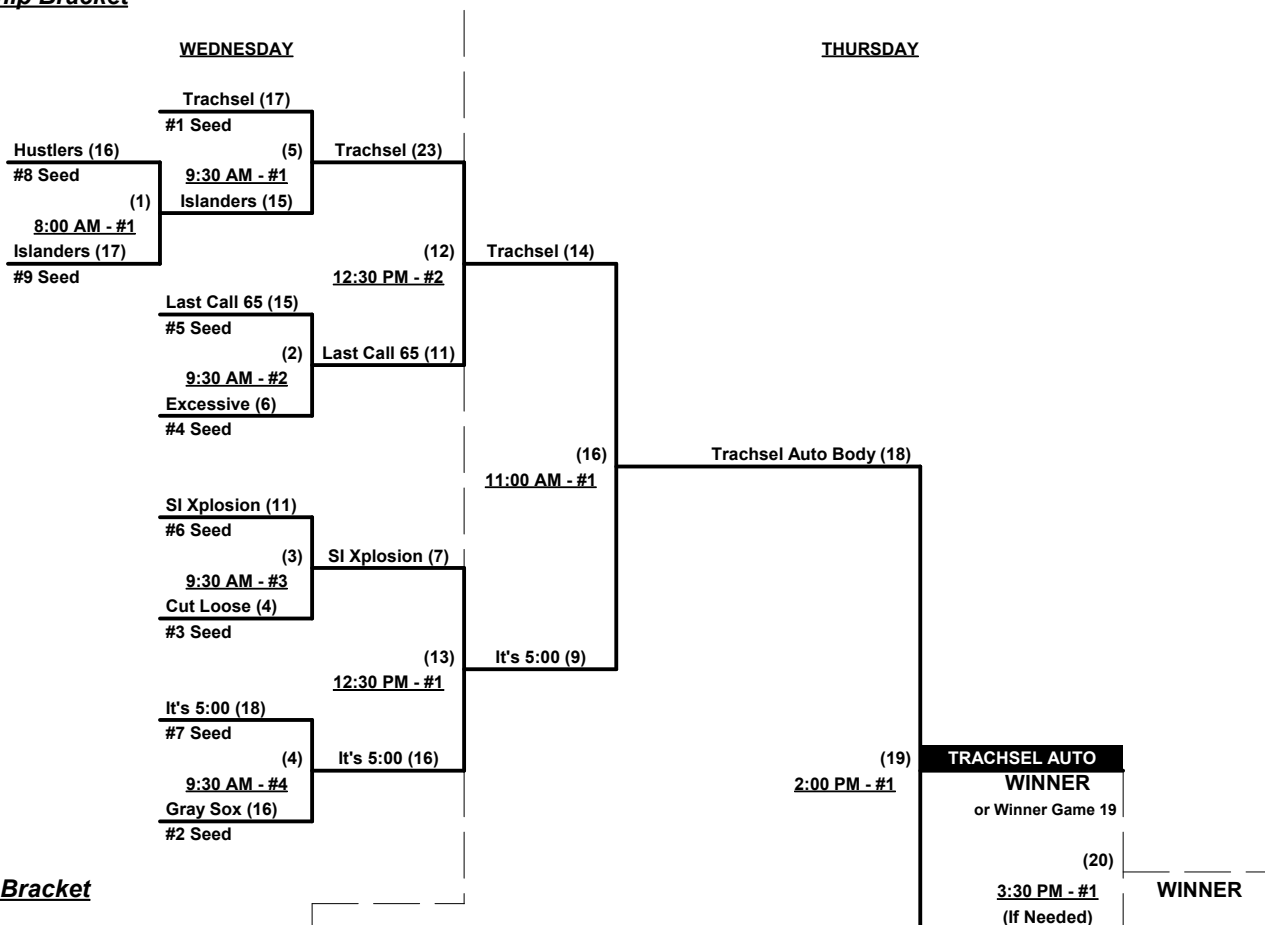 Bracket
WEDNESDAY
THURSDAY
Trachsel (17)
#1 Seed
Hustlers (16)
(5)
Trachsel (23)
#8 Seed
9:30 AM - #1
(1)
Islanders (15)
8:00 AM - #1
Islanders (17)
(12)
Trachsel (14)
#9 Seed
12:30 PM - #2
Last Call 65 (15)
#5 Seed
(2)
Last Call 65 (11)
9:30 AM - #2
Excessive (6)
#4 Seed
(16)
Trachsel Auto Body (18)
11:00 AM - #1
SI Xplosion (11)
#6 Seed
(3)
SI Xplosion (7)
9:30 AM - #3
Cut Loose (4)
#3 Seed
(13)
It's 5:00 (9)
12:30 PM - #1
It's 5:00 (18)
#7 Seed
(4)
It's 5:00 (16)
(19)
TRACHSEL AUTO
9:30 AM - #4
2:00 PM - #1
WINNER
Gray Sox (16)
or Winner Game 19
#2 Seed
(20)
Bracket
3:30 PM - #1
WINNER
(If Needed)